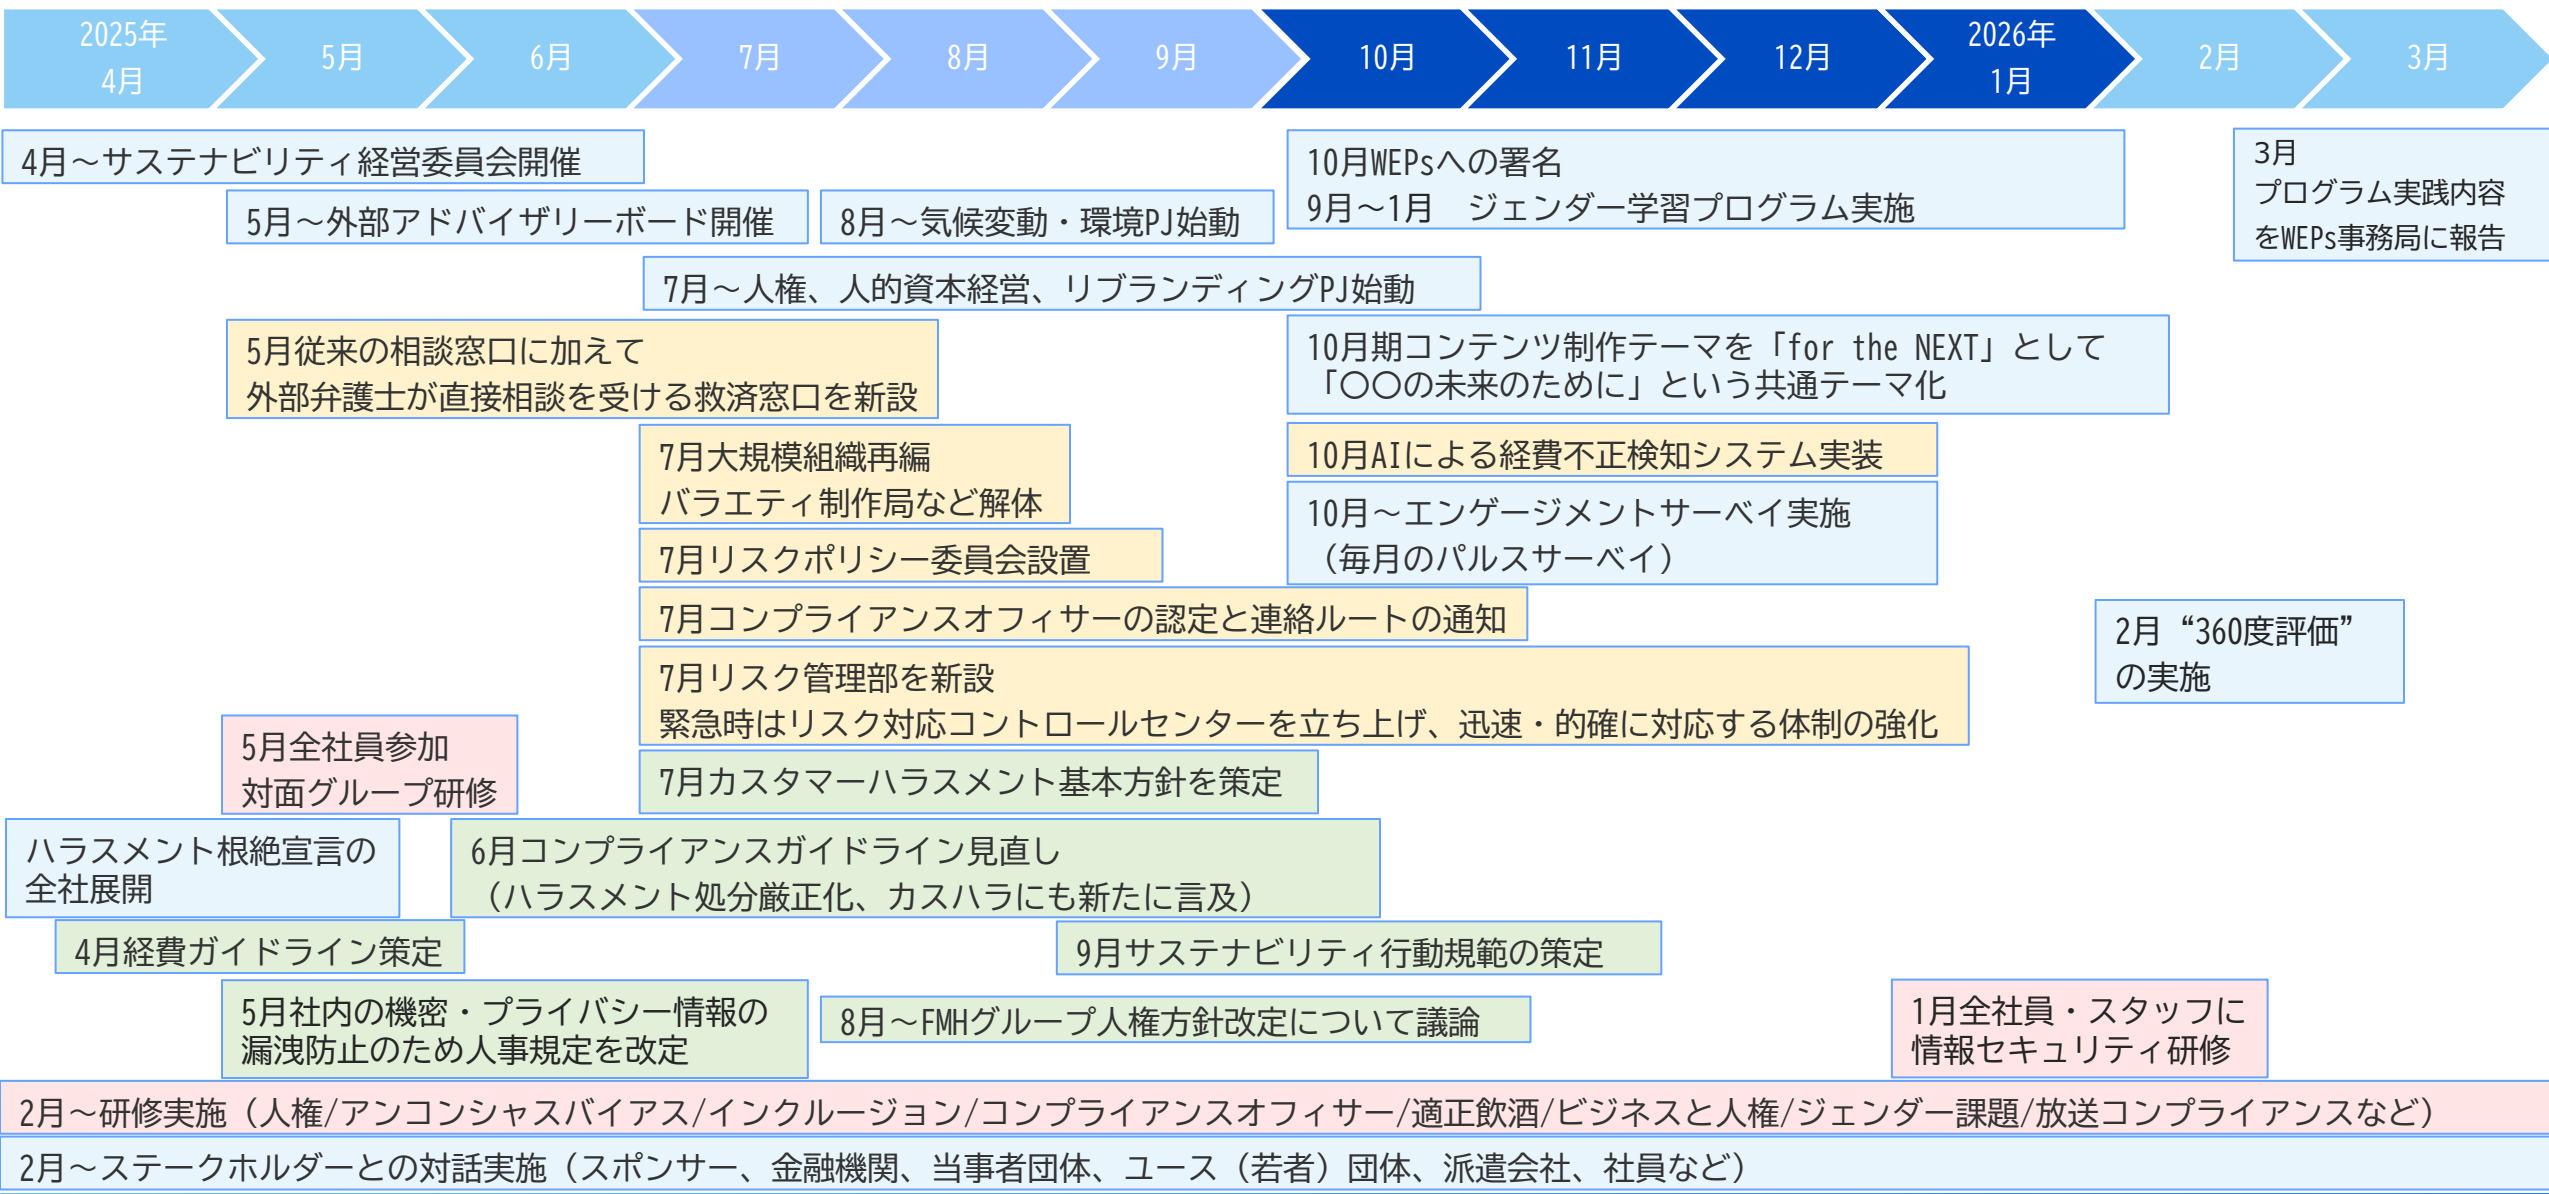 2025年
4月
5月
6月
7月
8月
9月
10月
11月
12月
2026年
1月
2月
3月
4月～サステナビリティ経営委員会開催
10月WEPsへの署名
9月～1月　ジェンダー学習プログラム実施
3月
プログラム実践内容
をWEPs事務局に報告
5月～外部アドバイザリーボード開催
8月～気候変動・環境PJ始動
7月～人権、人的資本経営、リブランディングPJ始動
5月従来の相談窓口に加えて
外部弁護士が直接相談を受ける救済窓口を新設
10月期コンテンツ制作テーマを「for the NEXT」として
「〇〇の未来のために」という共通テーマ化
7月大規模組織再編
バラエティ制作局など解体
10月AIによる経費不正検知システム実装
10月～エンゲージメントサーベイ実施
（毎月のパルスサーベイ）
7月リスクポリシー委員会設置
7月コンプライアンスオフィサーの認定と連絡ルートの通知
2月“360度評価”
の実施
7月リスク管理部を新設
緊急時はリスク対応コントロールセンターを立ち上げ、迅速・的確に対応する体制の強化
5月全社員参加
対面グループ研修
7月カスタマーハラスメント基本方針を策定
ハラスメント根絶宣言の
全社展開
6月コンプライアンスガイドライン見直し
（ハラスメント処分厳正化、カスハラにも新たに言及）
4月経費ガイドライン策定
9月サステナビリティ行動規範の策定
5月社内の機密・プライバシー情報の
漏洩防止のため人事規定を改定
8月～FMHグループ人権方針改定について議論
1月全社員・スタッフに
情報セキュリティ研修
2月～研修実施（人権/アンコンシャスバイアス/インクルージョン/コンプライアンスオフィサー/適正飲酒/ビジネスと人権/ジェンダー課題/放送コンプライアンスなど）
2月～ステークホルダーとの対話実施（スポンサー、金融機関、当事者団体、ユース（若者）団体、派遣会社、社員など）